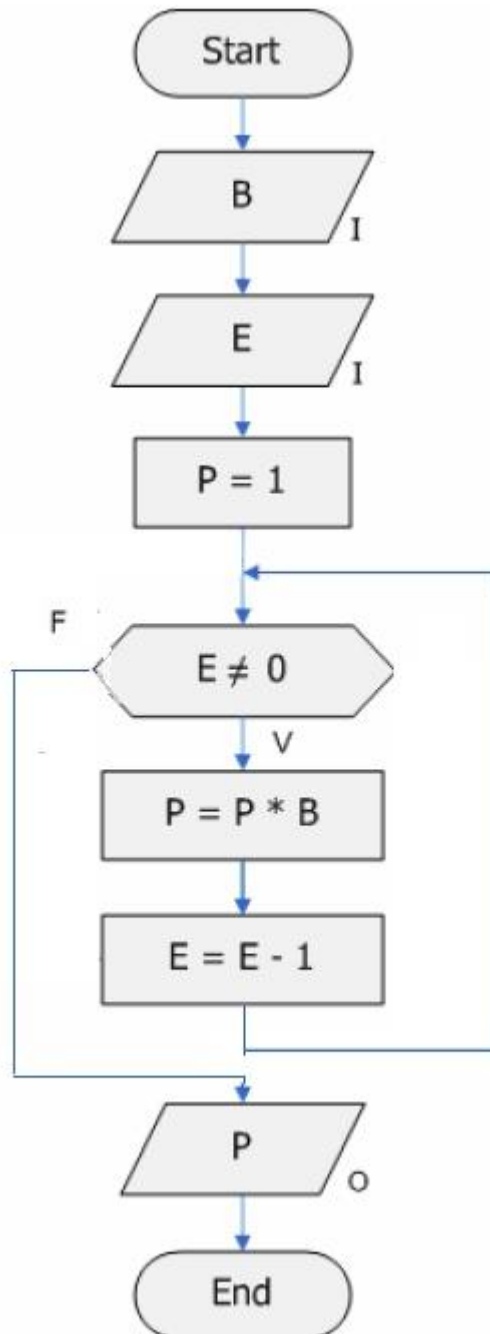 Start
B
I
E
I
P = 1
F
E ≠ 0
V
P = P * B
E = E - 1
P
O
End